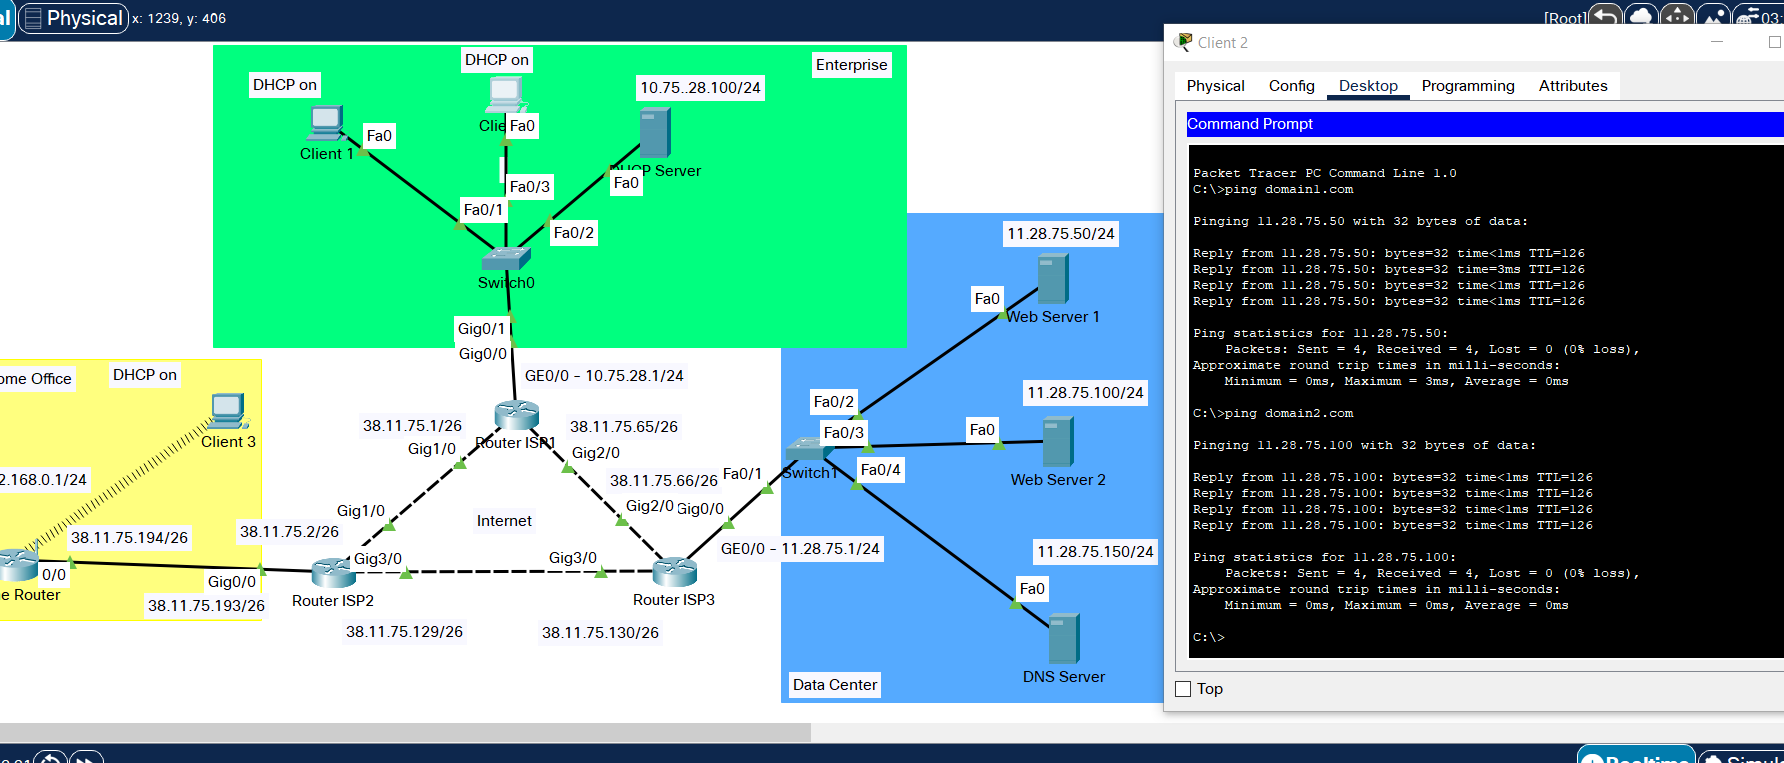 al
Physical
x: 1239, y: 406
[Root]
03:
Enterprise
DHCP on
DHCP on
10.75..28.100/24
Fa0
Client 1
Clie
Fa0
DHCP Server
Fa0
Fa0/3
Fa0/1
Fa0/2
Switch0
Gig0/1
Gig0/0
GE0/0 - 10.75.28.1/24
ome Office
DHCP on
Client 3
2.168.0.1/24
38.11.75.194/26
0/0
e Router
Gig0/0
38.11.75.193/26
38.11.75.1/26
Router ISP1
38.11.75.65/26
Gig1/0
Gig2/0
38.11.75.66/26
Gig1/0
Internet
Gig2/0
Gig0/0
38.11.75.2/26
Gig3/0
Gig3/0
Router ISP2
Router ISP3
38.11.75.129/26
38.11.75.130/26
GE0/0 - 11.28.75.1/24
Fa0/1
Switch1
Fa0/2
Fa0/3
Fa0/4
11.28.75.50/24
Fa0
Web Server 1
11.28.75.100/24
Fa0
Web Server 2
11.28.75.150/24
Fa0
DNS Server
Data Center
Client 2
Physical Config Desktop Programming Attributes
Command Prompt
Packet Tracer PC Command Line 1.0
C:\>ping domain1.com
Pinging 11.28.75.50 with 32 bytes of data:
Reply from 11.28.75.50: bytes=32 time<1ms TTL=126
Reply from 11.28.75.50: bytes=32 time=3ms TTL=126
Reply from 11.28.75.50: bytes=32 time<1ms TTL=126
Reply from 11.28.75.50: bytes=32 time<1ms TTL=126
Ping statistics for 11.28.75.50:
Packets: Sent = 4, Received = 4, Lost = 0 (0% loss),
Approximate round trip times in milli-seconds:
Minimum = 0ms, Maximum = 3ms, Average = 0ms
C:\>ping domain2.com
Pinging 11.28.75.100 with 32 bytes of data:
Reply from 11.28.75.100: bytes=32 time<1ms TTL=126
Reply from 11.28.75.100: bytes=32 time<1ms TTL=126
Reply from 11.28.75.100: bytes=32 time<1ms TTL=126
Reply from 11.28.75.100: bytes=32 time<1ms TTL=126
Ping statistics for 11.28.75.100:
Packets: Sent = 4, Received = 4, Lost = 0 (0% loss),
Approximate round trip times in milli-seconds:
Minimum = 0ms, Maximum = 0ms, Average = 0ms
C:\>
Top
Realtime
Simul